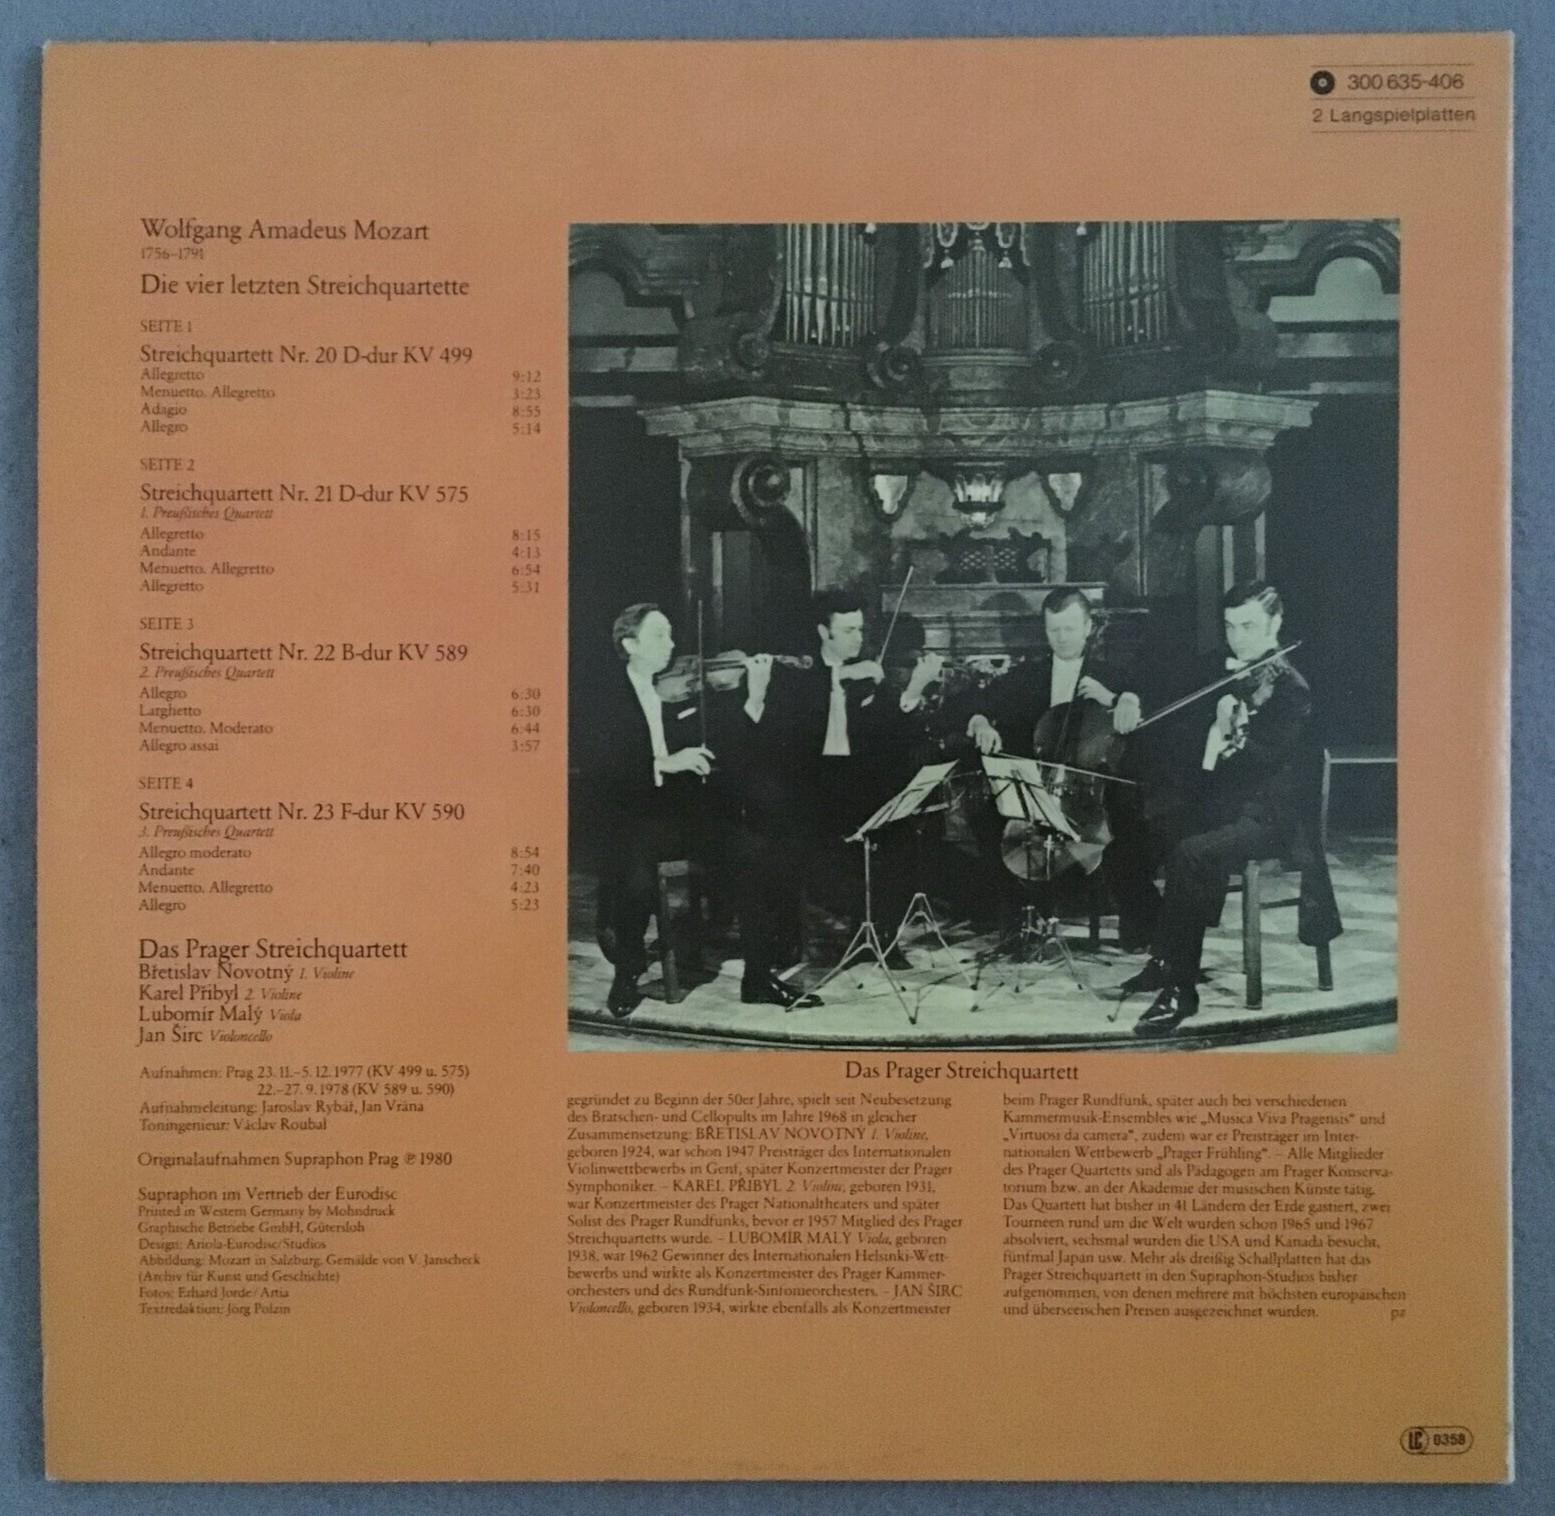 300 635-406
2 Langspielplatten
Wolfgang Amadeus Mozart
1756–1791
Die vier letzten Streichquartette
SEITE 1
Streichquartett Nr. 20 D-dur KV 499
Allegretto 9:12
Menuetto. Allegretto 3:23
Adagio 8:55
Allegro 5:14
SEITE 2
Streichquartett Nr. 21 D-dur KV 575
1. Preußisches Quartett
Allegretto 8:15
Andante 4:13
Menuetto. Allegretto 6:54
Allegretto 5:31
SEITE 3
Streichquartett Nr. 22 B-dur KV 589
2. Preußisches Quartett
Allegro 6:30
Larghetto 6:30
Menuetto. Moderato 6:44
Allegro assai 3:57
SEITE 4
Streichquartett Nr. 23 F-dur KV 590
3. Preußisches Quartett
Allegro moderato 8:54
Andante 7:40
Menuetto. Allegretto 4:23
Allegro 5:23
Das Prager Streichquartett
Břetislav Novotný 1. Violine
Karel Přibyl 2. Violine
Lubomír Malý Viola
Jan Širc Violoncello
Aufnahmen: Prag 23.11.–5.12.1977 (KV 499 u. 575)
22.–27.9.1978 (KV 589 u. 590)
Aufnahmeleitung: Jaroslav Rybář, Jan Vrána
Toningenieur: Václav Roubal
Originalaufnahmen Supraphon Prag ℗ 1980
Supraphon im Vertrieb der Eurodisc
Printed in Western Germany by Mohndruck
Graphische Betriebe GmbH, Gütersloh
Design: Ariola-Eurodisc/Studios
Abbildung: Mozart in Salzburg. Gemälde von V. Janscheck
(Archiv für Kunst und Geschichte)
Fotos: Erhard Jorde/Artia
Textredaktion: Jörg Polzin
Das Prager Streichquartett
gegründet zu Beginn der 50er Jahre, spielt seit Neubesetzung
des Bratschen- und Cellopults im Jahre 1968 in gleicher
Zusammensetzung: BŘETISLAV NOVOTNÝ 1. Violine,
geboren 1924, war schon 1947 Preisträger des Internationalen
Violinwettbewerbs in Genf, später Konzertmeister der Prager
Symphoniker. – KAREL PŘIBYL 2. Violine, geboren 1931,
war Konzertmeister des Prager Nationaltheaters und später
Solist des Prager Rundfunks, bevor er 1957 Mitglied des Prager
Streichquartetts wurde. – LUBOMÍR MALÝ Viola, geboren
1938, war 1962 Gewinner des Internationalen Helsinki-Wett-
bewerbs und wirkte als Konzertmeister des Prager Kammer-
orchesters und des Rundfunk-Sinfonieorchesters. – JAN ŠIRC
Violoncello, geboren 1934, wirkte ebenfalls als Konzertmeister
beim Prager Rundfunk, später auch bei verschiedenen
Kammermusik-Ensembles wie „Musica Viva Pragensis“ und
„Virtuosi da camera“, zudem war er Preisträger im Inter-
nationalen Wettbewerb „Prager Frühling“. – Alle Mitglieder
des Prager Quartetts sind als Pädagogen am Prager Konserva-
torium bzw. an der Akademie der musischen Künste tätig.
Das Quartett hat bisher in 41 Ländern der Erde gastiert, zwei
Tourneen rund um die Welt wurden schon 1965 und 1967
absolviert, sechsmal wurden die USA und Kanada besucht,
fünfmal Japan usw. Mehr als dreißig Schallplatten hat das
Prager Streichquartett in den Supraphon-Studios bisher
aufgenommen, von denen mehrere mit höchsten europäischen
und überseeischen Preisen ausgezeichnet wurden. pz
LC 0358